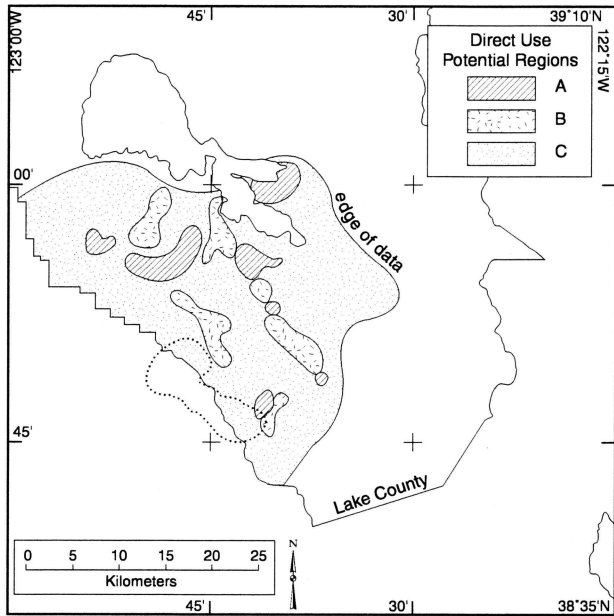 45'
30'
39°10'N
123°00'W
122°15'W
Direct Use
Potential Regions
A
B
C
00'
edge of data
45'
Lake County
0 5 10 15 20 25
Kilometers
N
45'
30'
38°35'N